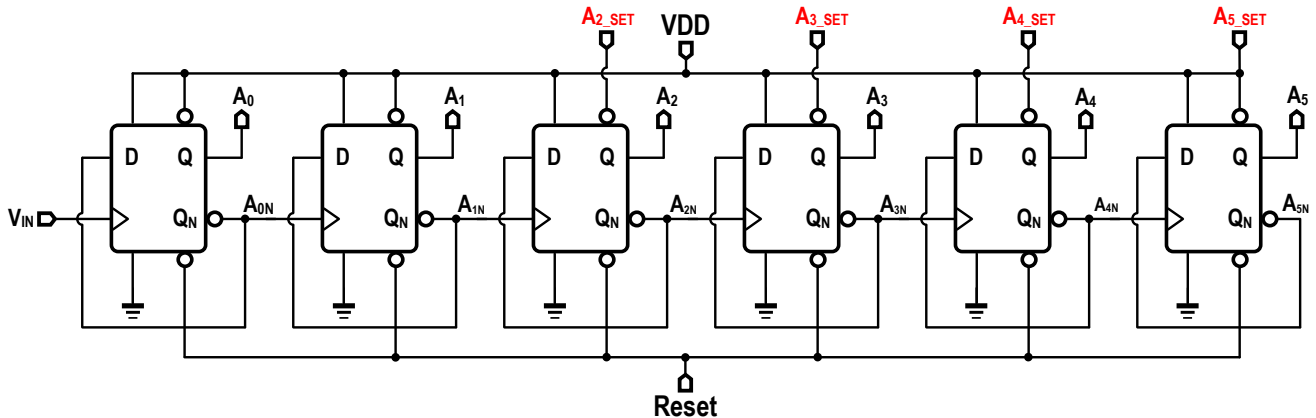 A2_SET A3_SET A4_SET A5_SET
VDD
A0 A1 A2 A3 A4 A5
D Q D Q D Q D Q D Q D Q
VIN QN A0N QN A1N QN A2N QN A3N QN A4N QN A5N
Reset